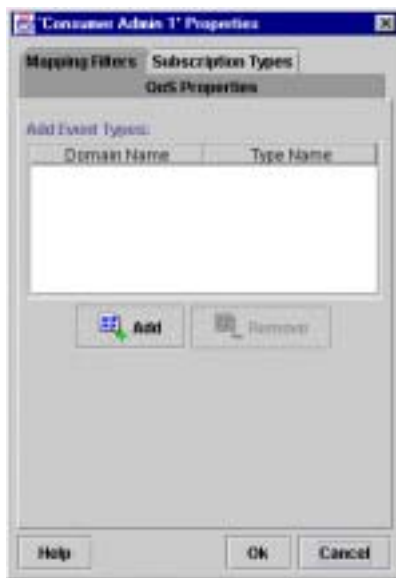 'Consumer Admin 1' Properties
Mapping Filters Subscription Types
QoS Properties
Add Event Types:
Domain Name Type Name
Add Remove
Help Ok Cancel